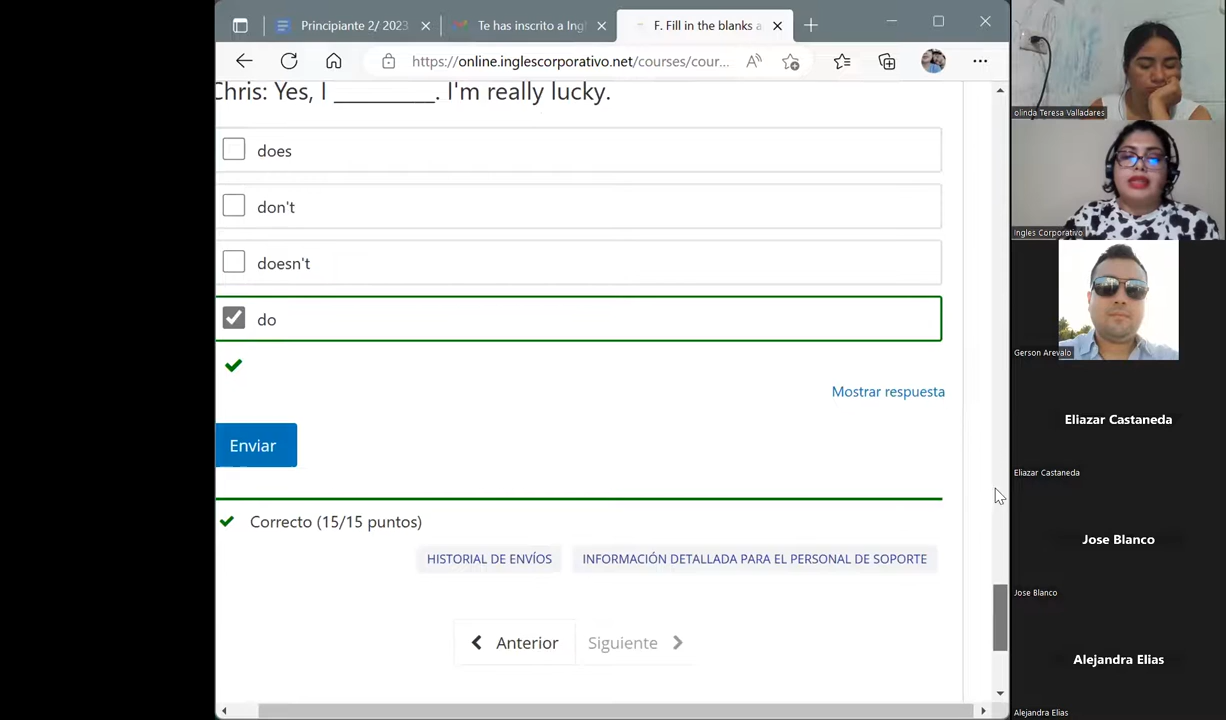 Principiante 2/ 2023
Te has inscrito a Ing
F. Fill in the blanks a
https://online.inglescorporativo.net/courses/cour...
Chris: Yes, I _________. I'm really lucky.
does
don't
doesn't
do
Mostrar respuesta
Enviar
Correcto (15/15 puntos)
HISTORIAL DE ENVÍOS
INFORMACIÓN DETALLADA PARA EL PERSONAL DE SOPORTE
Anterior
Siguiente
olinda Teresa Valladares
Ingles Corporativo
Gerson Arevalo
Eliazar Castaneda
Eliazar Castaneda
Jose Blanco
Jose Blanco
Alejandra Elias
Alejandra Elias